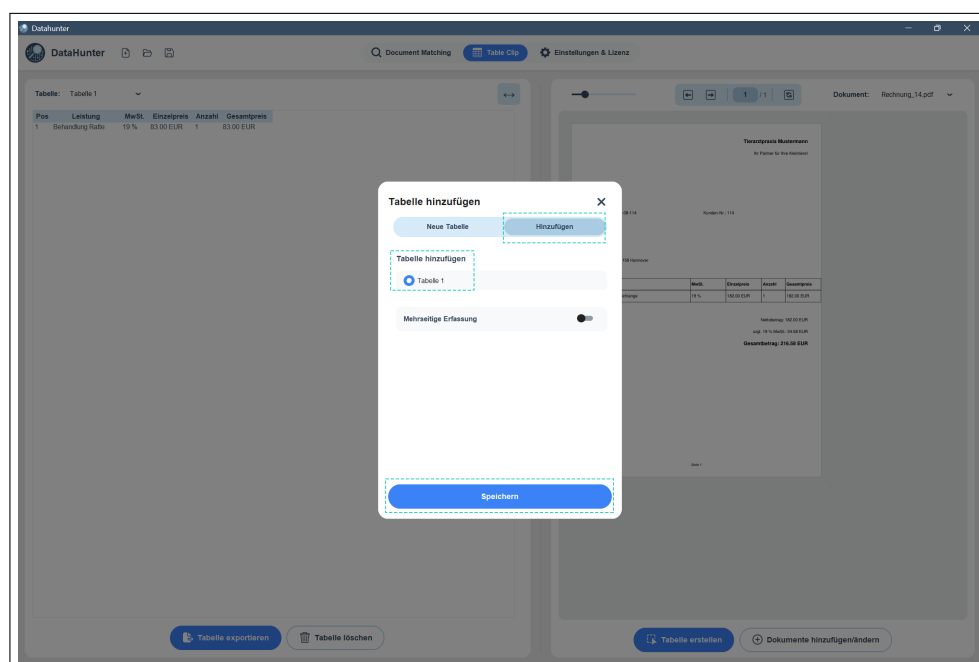 Datahunter
DataHunter
Document Matching
Table Clip
Einstellungen & Lizenz
Tabelle: Tabelle 1
1 / 1
Dokument: Rechnung_14.pdf
Pos Leistung MwSt. Einzelpreis Anzahl Gesamtpreis
1 Behandlung Ratte 19 % 83.00 EUR 1 83.00 EUR
Tierarztpraxis Mustermann
Ihr Partner für Ihre Kleintiere!
Tabelle hinzufügen
Neue Tabelle
Hinzufügen
Kunden-Nr.: 114
Tabelle hinzufügen
Hannover
Tabelle 1
MwSt. Einzelpreis Anzahl Gesamtpreis
19 % 182.00 EUR 1 182.00 EUR
Mehrseitige Erfassung
Nettobetrag: 182.00 EUR
zzgl. 19 % MwSt.: 34.58 EUR
Gesamtbetrag: 216.58 EUR
Seite 1
Speichern
Tabelle exportieren
Tabelle löschen
Tabelle erstellen
Dokumente hinzufügen/ändern